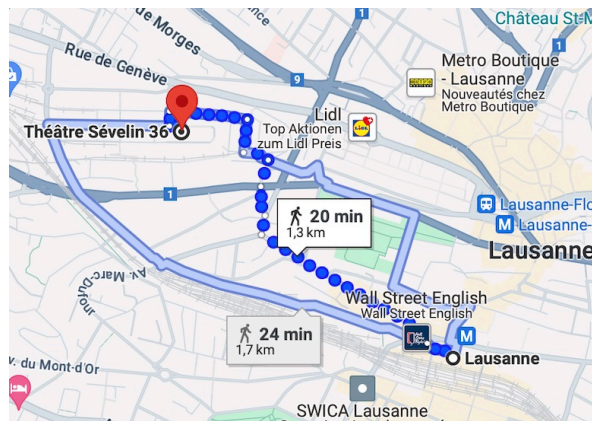 Château St-M
de Morges
1
Rue de Genève
1
Metro Boutique
- Lausanne
Nouveautés chez
Metro Boutique
9
Lidl
Top Aktionen
zum Lidl Preis
Théâtre Sévelin 36
1
20 min
1,3 km
Lausanne-Flo
M Lausanne-
Lausanne
Av. Marc-Dufour
Wall Street English
Wall Street English
24 min
1,7 km
M
Lausanne
v. du Mont-d'Or
SWICA Lausanne